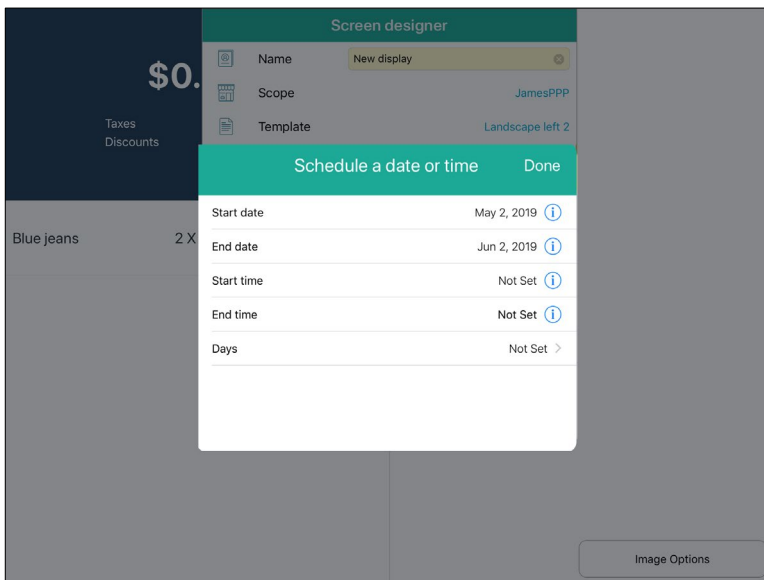 Screen designer
$0.
Name New display
Scope JamesPPP
Taxes
Template Landscape left 2
Discounts
Schedule a date or time Done
Start date May 2, 2019
Blue jeans 2 X
End date Jun 2, 2019
Start time Not Set
End time Not Set
Days Not Set
Image Options